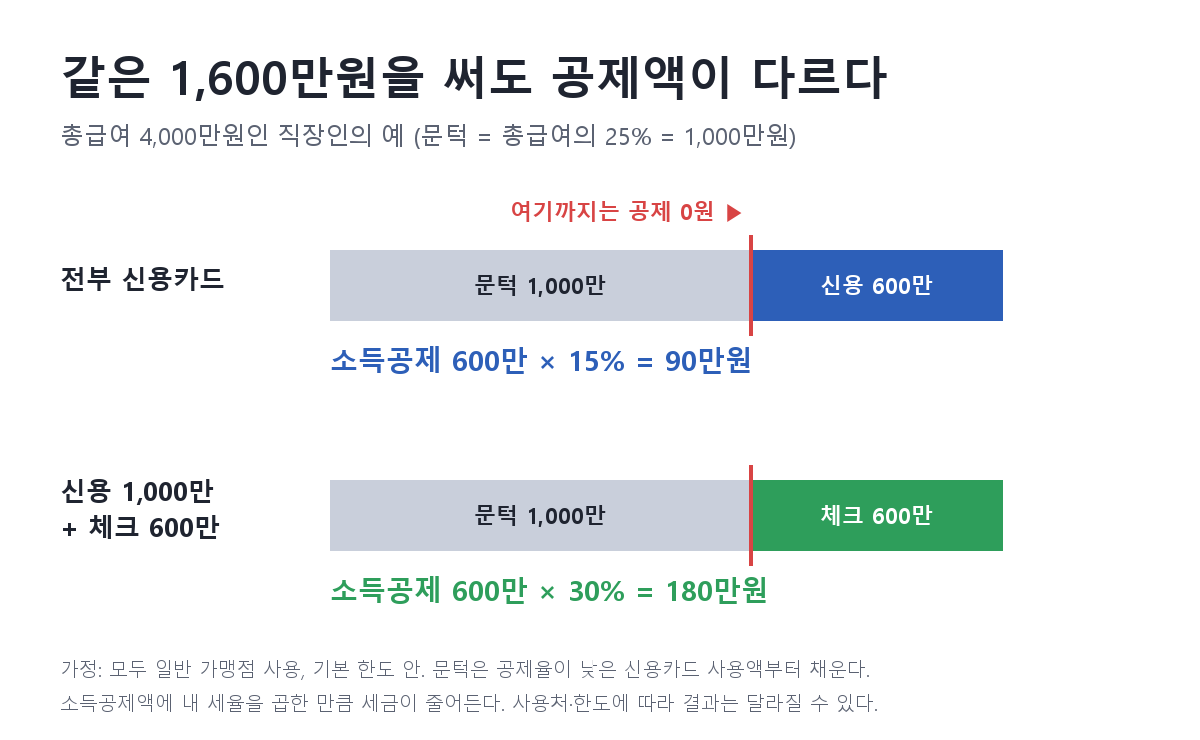 같은 1,600만원을 써도 공제액이 다르다
총급여 4,000만원인 직장인의 예 (문턱 = 총급여의 25% = 1,000만원)
여기까지는 공제 0원 ▶
전부 신용카드
문턱 1,000만
신용 600만
소득공제 600만 × 15% = 90만원
신용 1,000만
+ 체크 600만
문턱 1,000만
체크 600만
소득공제 600만 × 30% = 180만원
가정: 모두 일반 가맹점 사용, 기본 한도 안. 문턱은 공제율이 낮은 신용카드 사용액부터 채운다.
소득공제액에 내 세율을 곱한 만큼 세금이 줄어든다. 사용처·한도에 따라 결과는 달라질 수 있다.